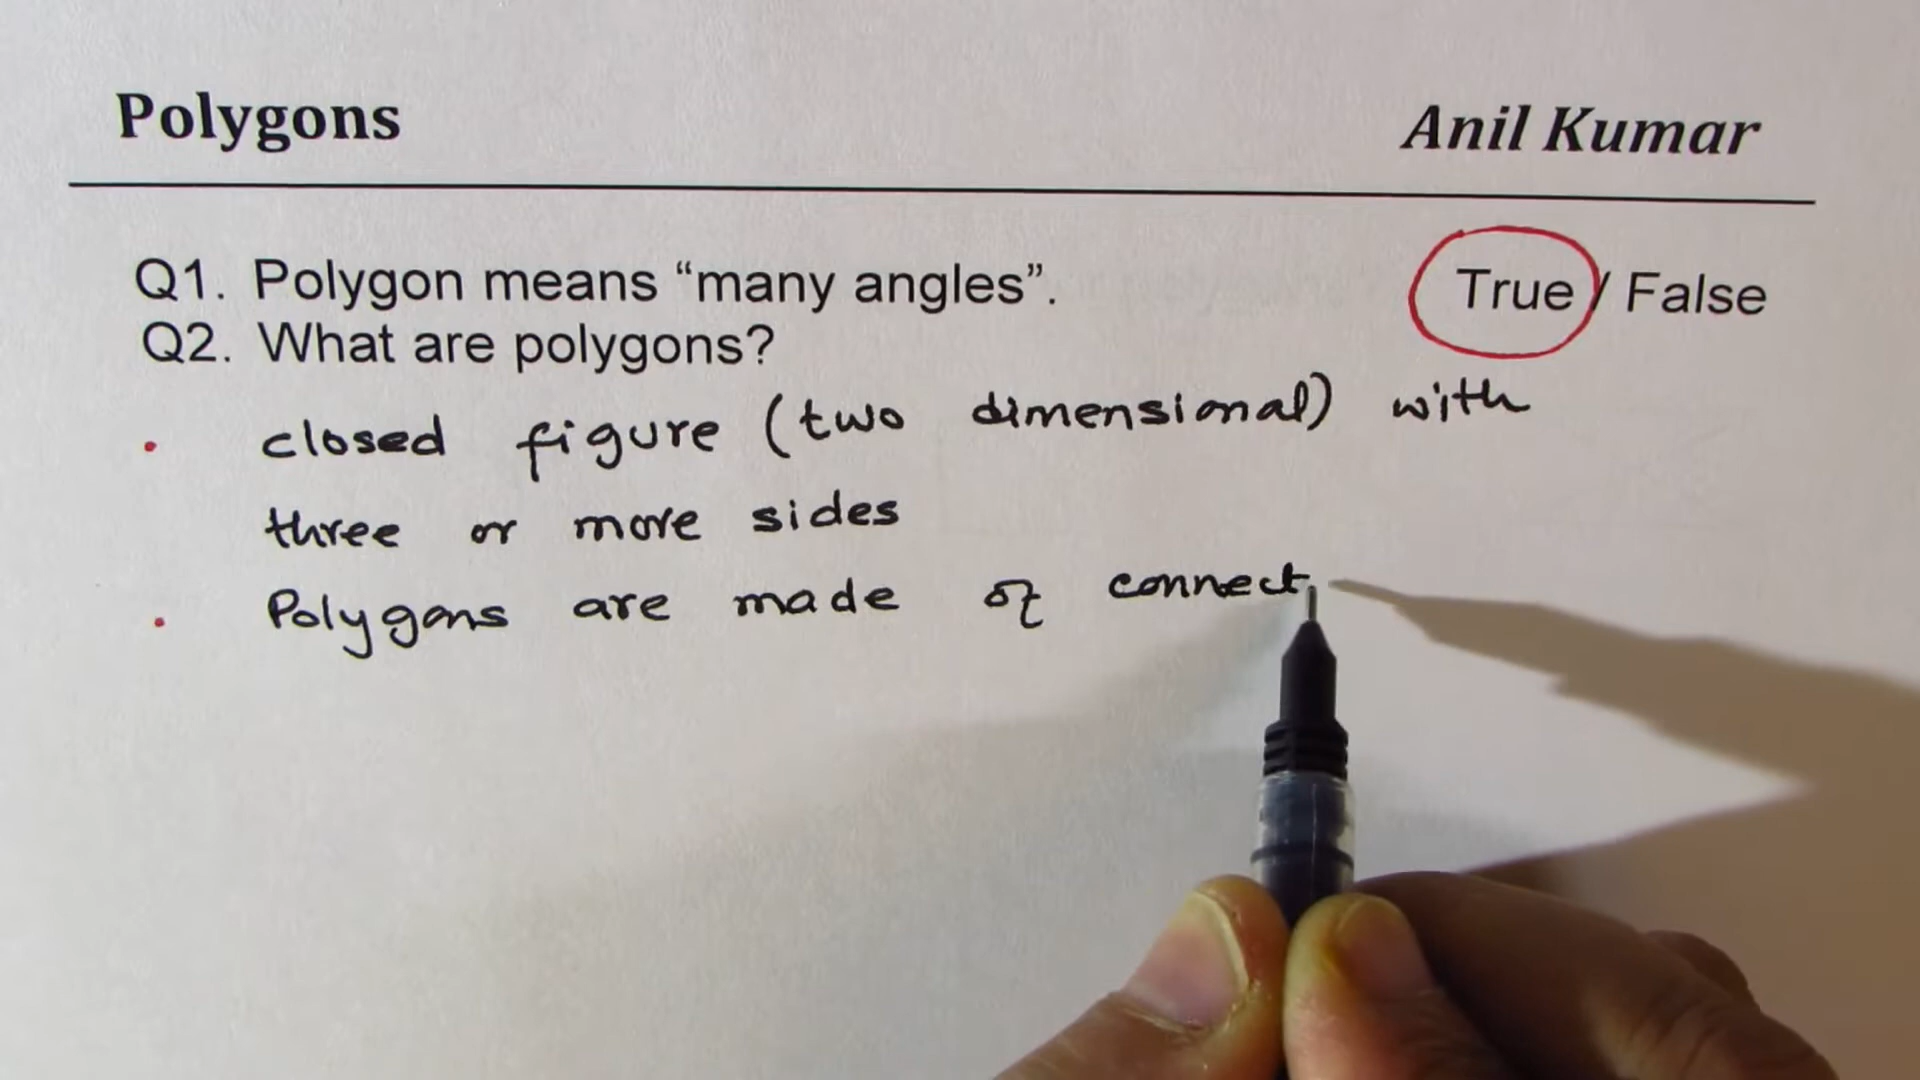 Polygons Anil Kumar
Q1. Polygon means “many angles”. True / False
Q2. What are polygons?
• closed figure (two dimensional) with
three or more sides
• Polygons are made of connect